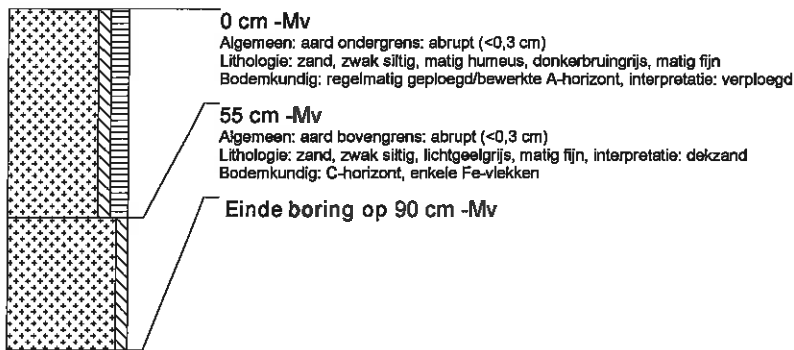 0 cm -Mv
Algemeen: aard ondergrens: abrupt (<0,3 cm)
Lithologie: zand, zwak siltig, matig humeus, donkerbruingrijs, matig fijn
Bodemkundig: regelmatig geploegd/bewerkte A-horizont, interpretatie: verploegd
55 cm -Mv
Algemeen: aard bovengrens: abrupt (<0,3 cm)
Lithologie: zand, zwak siltig, lichtgeelgrijs, matig fijn, interpretatie: dekzand
Bodemkundig: C-horizont, enkele Fe-vlekken
Einde boring op 90 cm -Mv